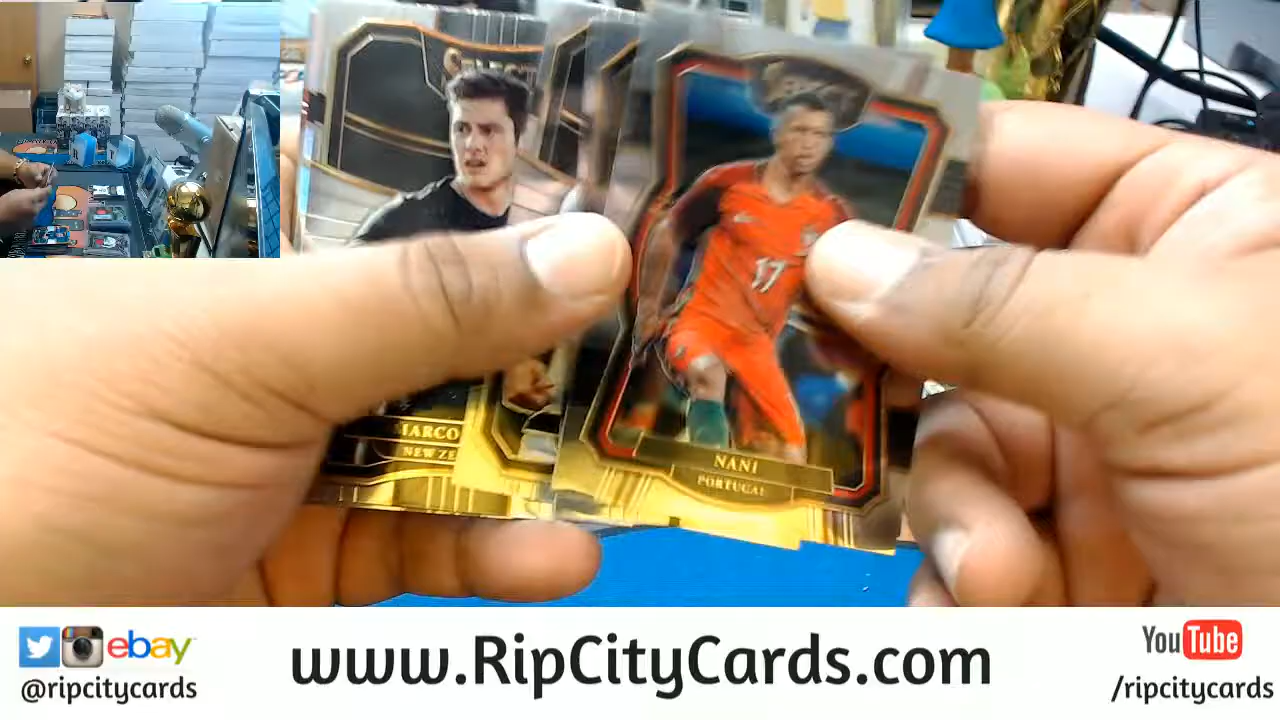 17
NANI
PORTUGAL
MARCO
NEW ZE
ebay
@ripcitycards
www.RipCityCards.com
YouTube
/ripcitycards